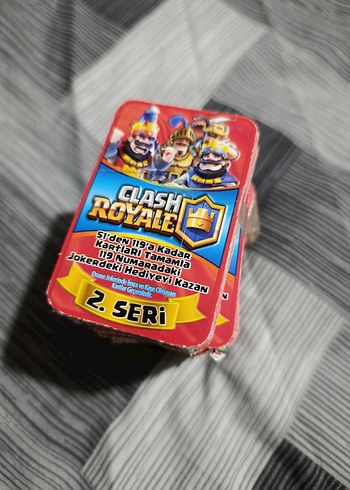 CLASH
ROYALE
51'den 119'a Kadar
Kartları Tamamla
119 Numaradaki
Jokerdeki Hediyeyi Kazan
2. SERİ